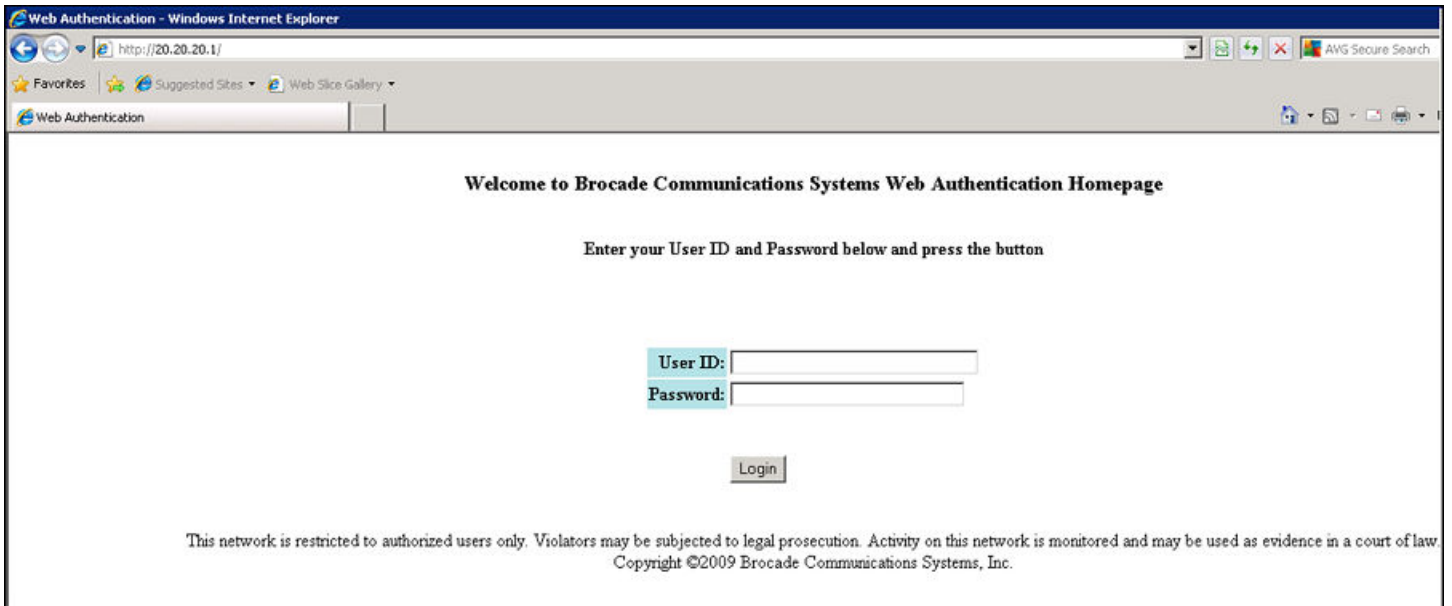 Web Authentication - Windows Internet Explorer
http://20.20.20.1/
AVG Secure Search
Favorites
Suggested Sites
Web Slice Gallery
Web Authentication
Welcome to Brocade Communications Systems Web Authentication Homepage
Enter your User ID and Password below and press the button
User ID:
Password:
Login
This network is restricted to authorized users only. Violators may be subjected to legal prosecution. Activity on this network is monitored and may be used as evidence in a court of law.
Copyright ©2009 Brocade Communications Systems, Inc.